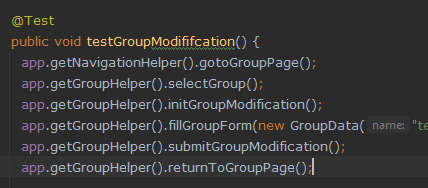 @Test
public void testGroupModififcation() {
app.getNavigationHelper().gotoGroupPage();
app.getGroupHelper().selectGroup();
app.getGroupHelper().initGroupModification();
app.getGroupHelper().fillGroupForm(new GroupData( name: "te
app.getGroupHelper().submitGroupModification();
app.getGroupHelper().returnToGroupPage();